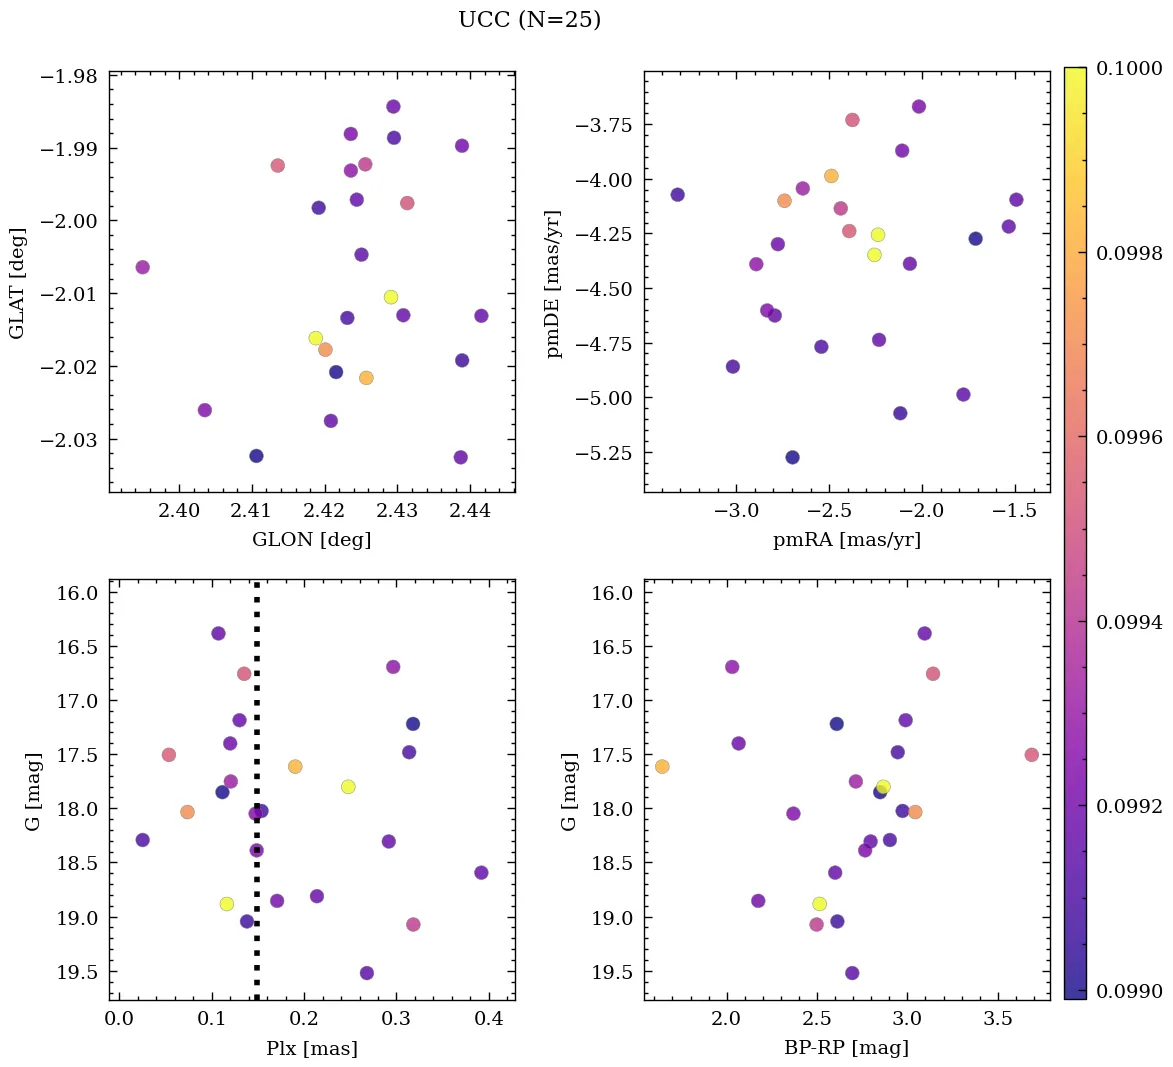 UCC (N=25)
−1.98
−1.99
−2.00
−2.01
−2.02
−2.03
GLAT [deg]
2.40 2.41 2.42 2.43 2.44
GLON [deg]
−3.75
−4.00
−4.25
−4.50
−4.75
−5.00
−5.25
pmDE [mas/yr]
−3.0 −2.5 −2.0 −1.5
pmRA [mas/yr]
0.1000
0.0998
0.0996
0.0994
0.0992
0.0990
16.0
16.5
17.0
17.5
18.0
18.5
19.0
19.5
G [mag]
0.0 0.1 0.2 0.3 0.4
Plx [mas]
16.0
16.5
17.0
17.5
18.0
18.5
19.0
19.5
G [mag]
2.0 2.5 3.0 3.5
BP-RP [mag]